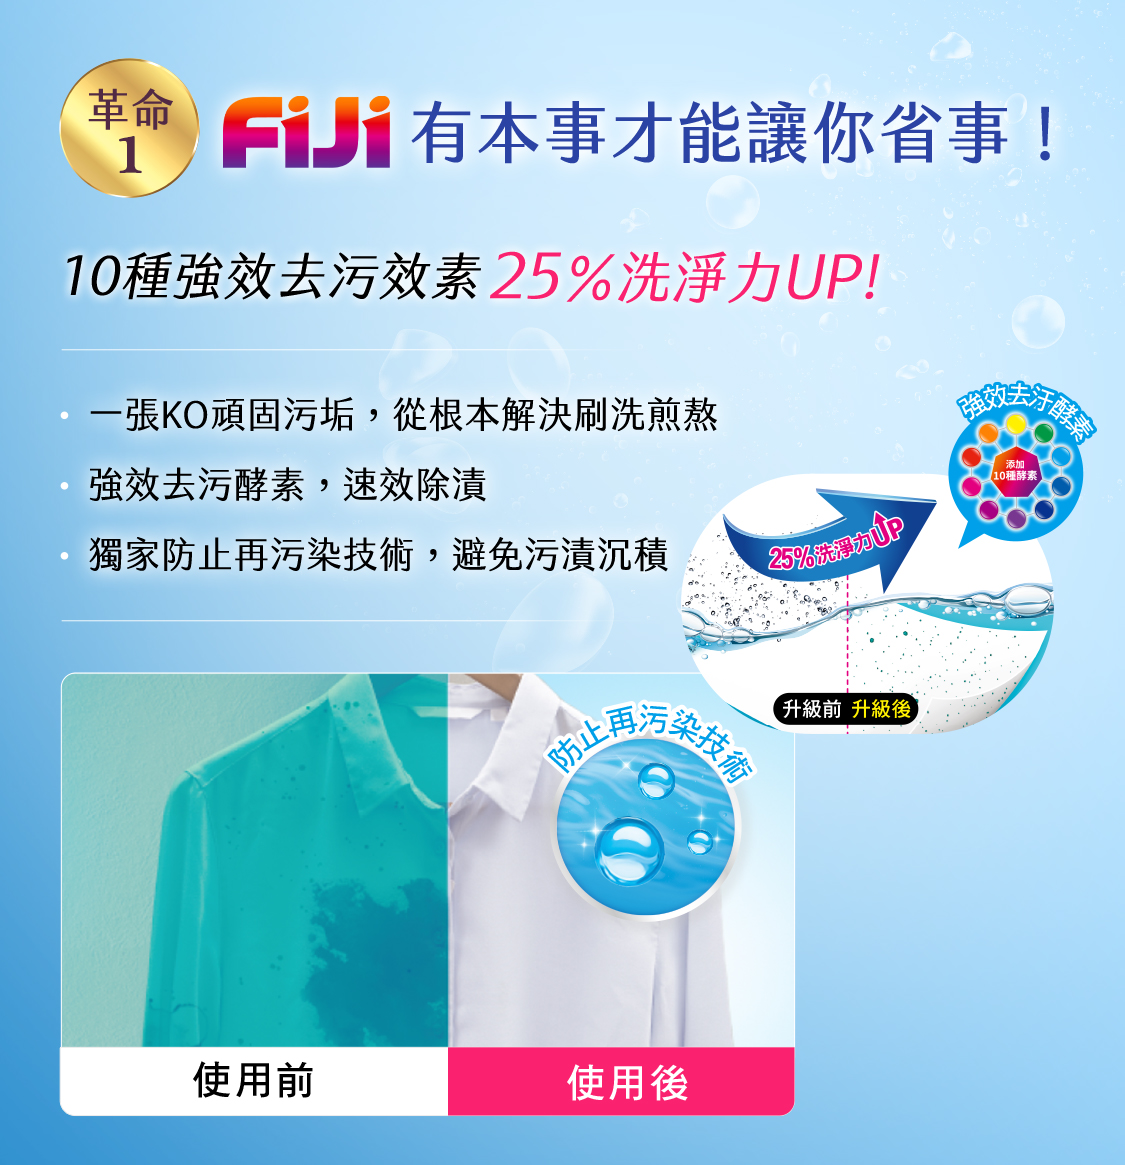 革命
1
FiJi 有本事才能讓你省事！
10種強效去污效素 25%洗淨力UP!
· 一張KO頑固污垢，從根本解決刷洗煎熬
· 強效去污酵素，速效除漬
· 獨家防止再污染技術，避免污漬沉積
強效去汙酵素
添加
10種酵素
25%洗淨力UP
升級前 升級後
防止再污染技術
使用前
使用後